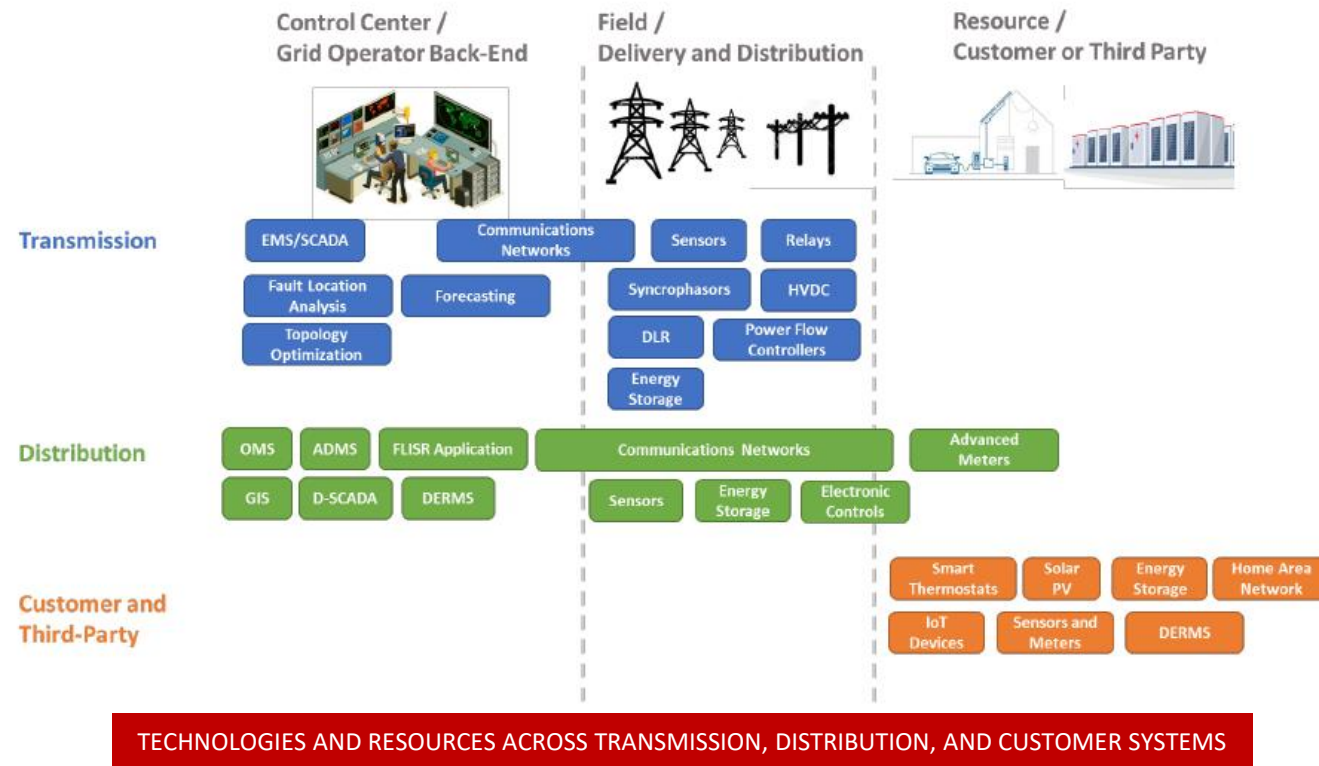 Control Center /
Grid Operator Back-End
Field /
Delivery and Distribution
Resource /
Customer or Third Party
Transmission
EMS/SCADA
Communications
Networks
Sensors
Relays
Fault Location
Analysis
Forecasting
Syncrophasors
HVDC
Topology
Optimization
DLR
Power Flow
Controllers
Energy
Storage
Distribution
OMS
ADMS
FLISR Application
Communications Networks
Advanced
Meters
GIS
D-SCADA
DERMS
Sensors
Energy
Storage
Electronic
Controls
Customer and
Third-Party
Smart
Thermostats
Solar
PV
Energy
Storage
Home Area
Network
IoT
Devices
Sensors and
Meters
DERMS
TECHNOLOGIES AND RESOURCES ACROSS TRANSMISSION, DISTRIBUTION, AND CUSTOMER SYSTEMS